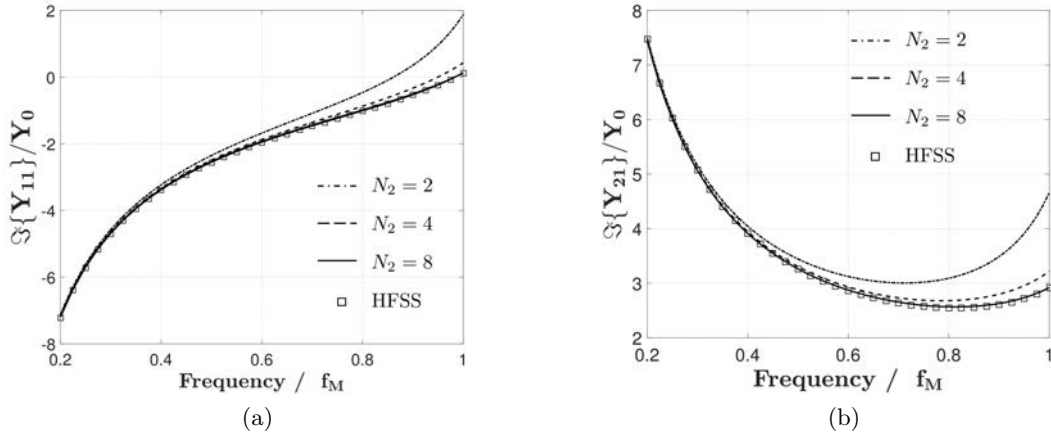 2
0
-2
-4
-6
-8
ℑ{Y11}/Y0
N2 = 2
N2 = 4
N2 = 8
HFSS
0.2
0.4
0.6
0.8
1
Frequency / fM
(a)
8
7
6
5
4
3
2
ℑ{Y21}/Y0
N2 = 2
N2 = 4
N2 = 8
HFSS
0.2
0.4
0.6
0.8
1
Frequency / fM
(b)